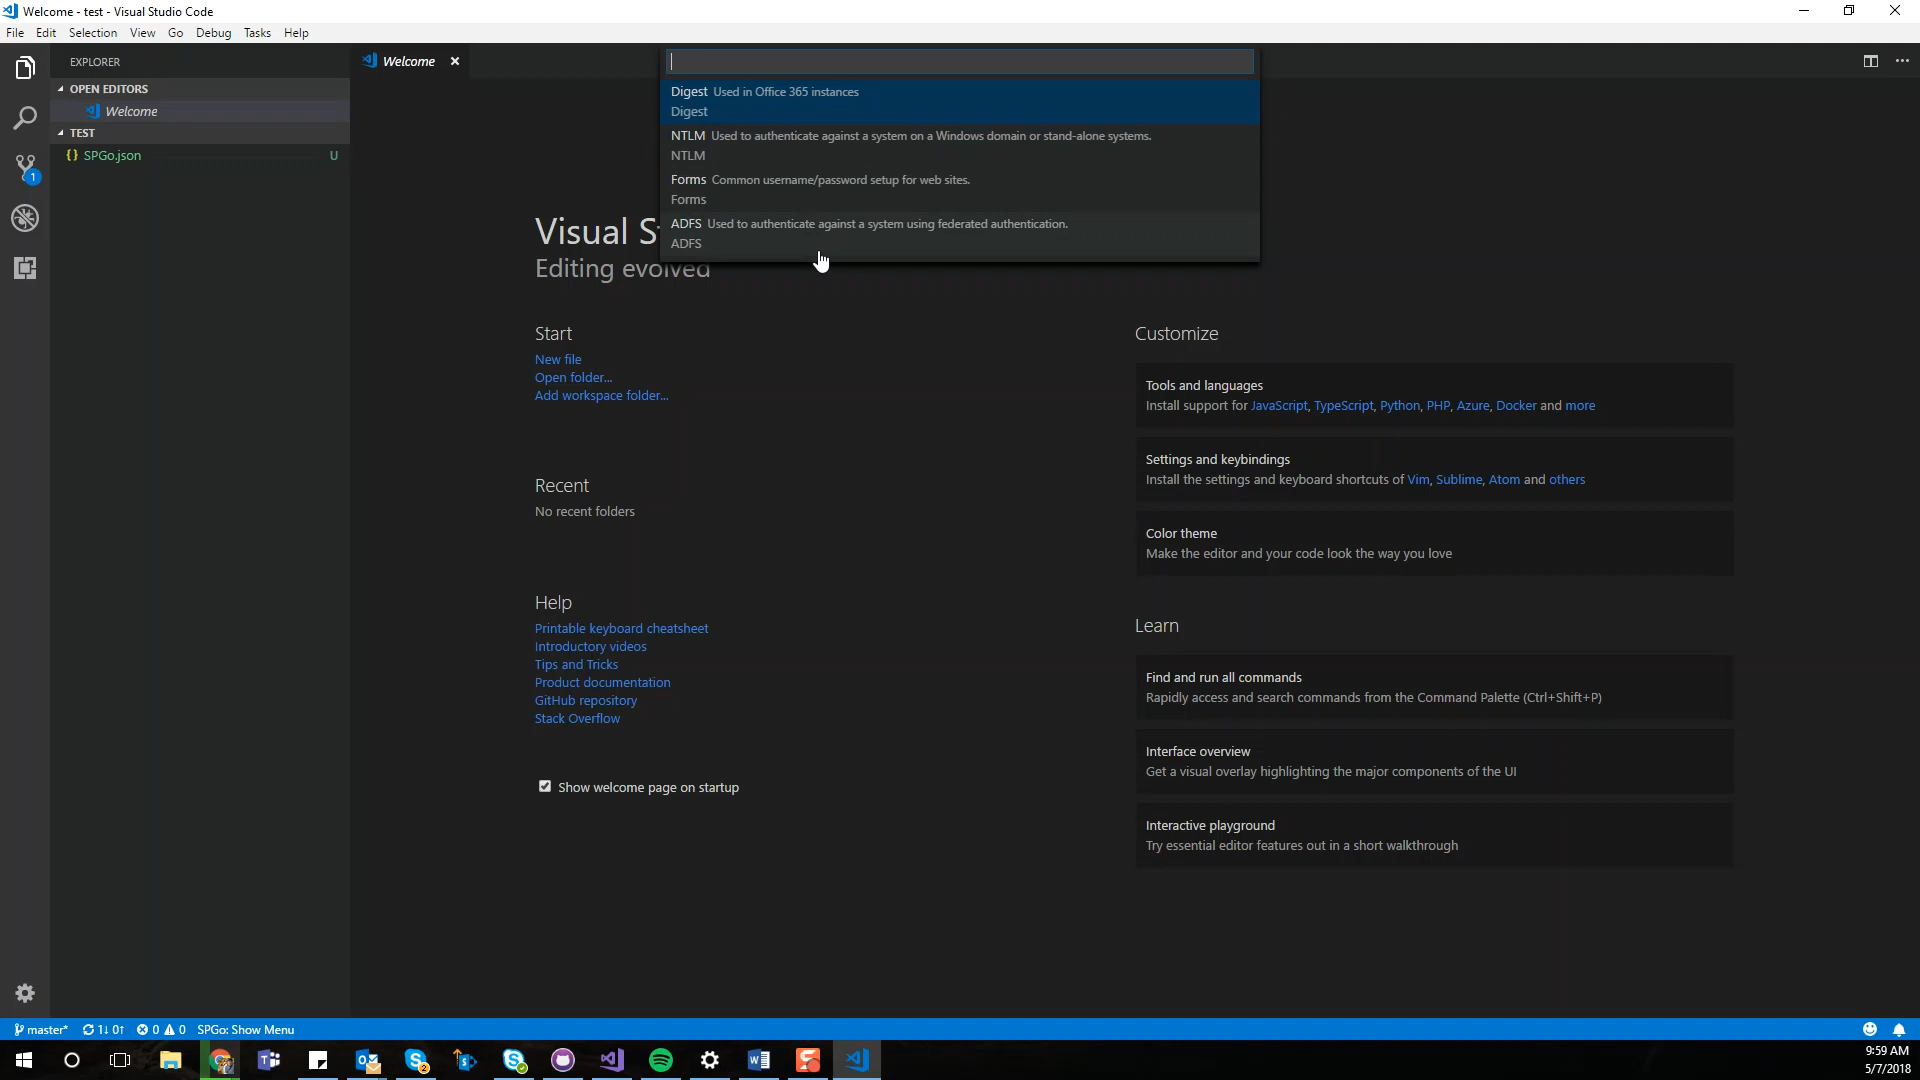 Welcome - test - Visual Studio Code
File Edit Selection View Go Debug Tasks Help
EXPLORER
OPEN EDITORS
Welcome
TEST
{} SPGo.json U
1
Welcome ×
Digest Used in Office 365 instances
Digest
NTLM Used to authenticate against a system on a Windows domain or stand-alone systems.
NTLM
Forms Common username/password setup for web sites.
Forms
ADFS Used to authenticate against a system using federated authentication.
ADFS
Visual S
Editing evolved
Start
New file
Open folder...
Add workspace folder...
Recent
No recent folders
Help
Printable keyboard cheatsheet
Introductory videos
Tips and Tricks
Product documentation
GitHub repository
Stack Overflow
Show welcome page on startup
Customize
Tools and languages
Install support for JavaScript, TypeScript, Python, PHP, Azure, Docker and more
Settings and keybindings
Install the settings and keyboard shortcuts of Vim, Sublime, Atom and others
Color theme
Make the editor and your code look the way you love
Learn
Find and run all commands
Rapidly access and search commands from the Command Palette (Ctrl+Shift+P)
Interface overview
Get a visual overlay highlighting the major components of the UI
Interactive playground
Try essential editor features out in a short walkthrough
master* 1↓ 0↑ 0 0 SPGo: Show Menu
9:59 AM
5/7/2018